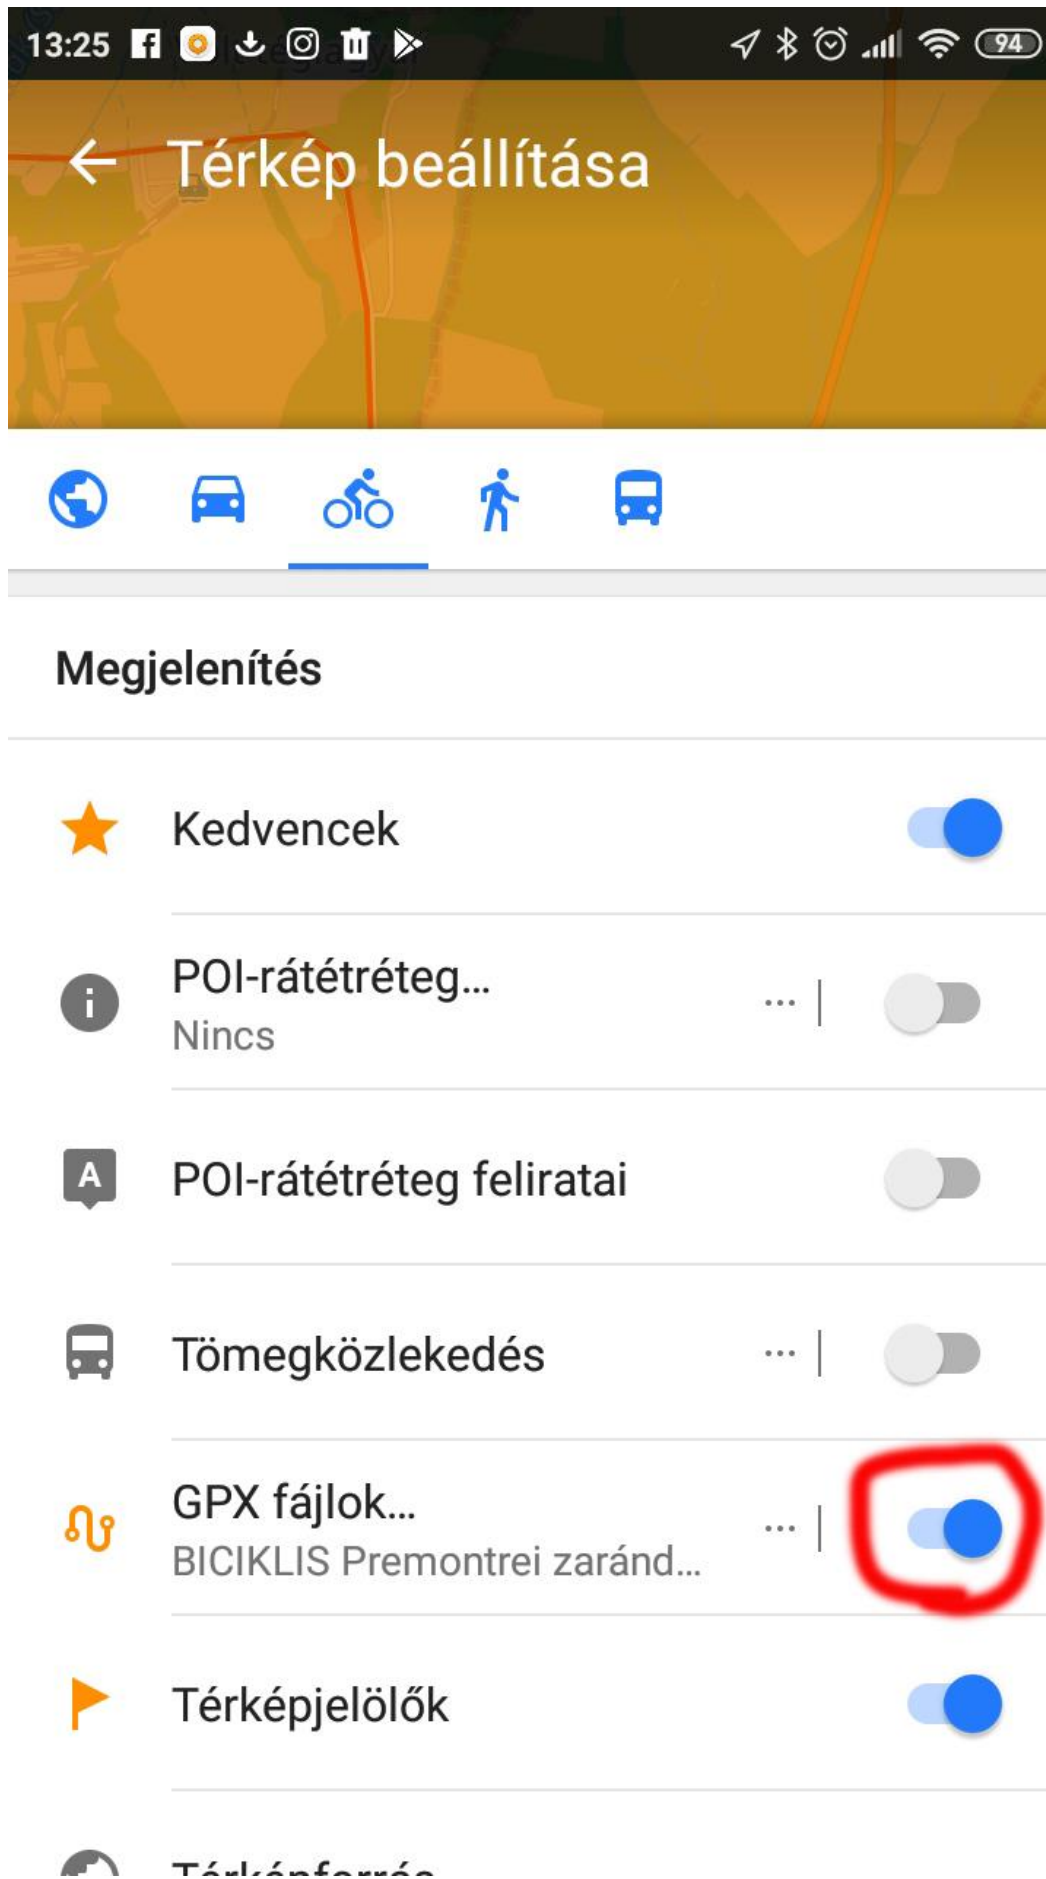 13:25
94
Térkép beállítása
Megjelenítés
Kedvencek
POI-rátétréteg...
Nincs
A
POI-rátétréteg feliratai
Tömegközlekedés
GPX fájlok...
BICIKLIS Premontrei zaránd...
Térképjelölők